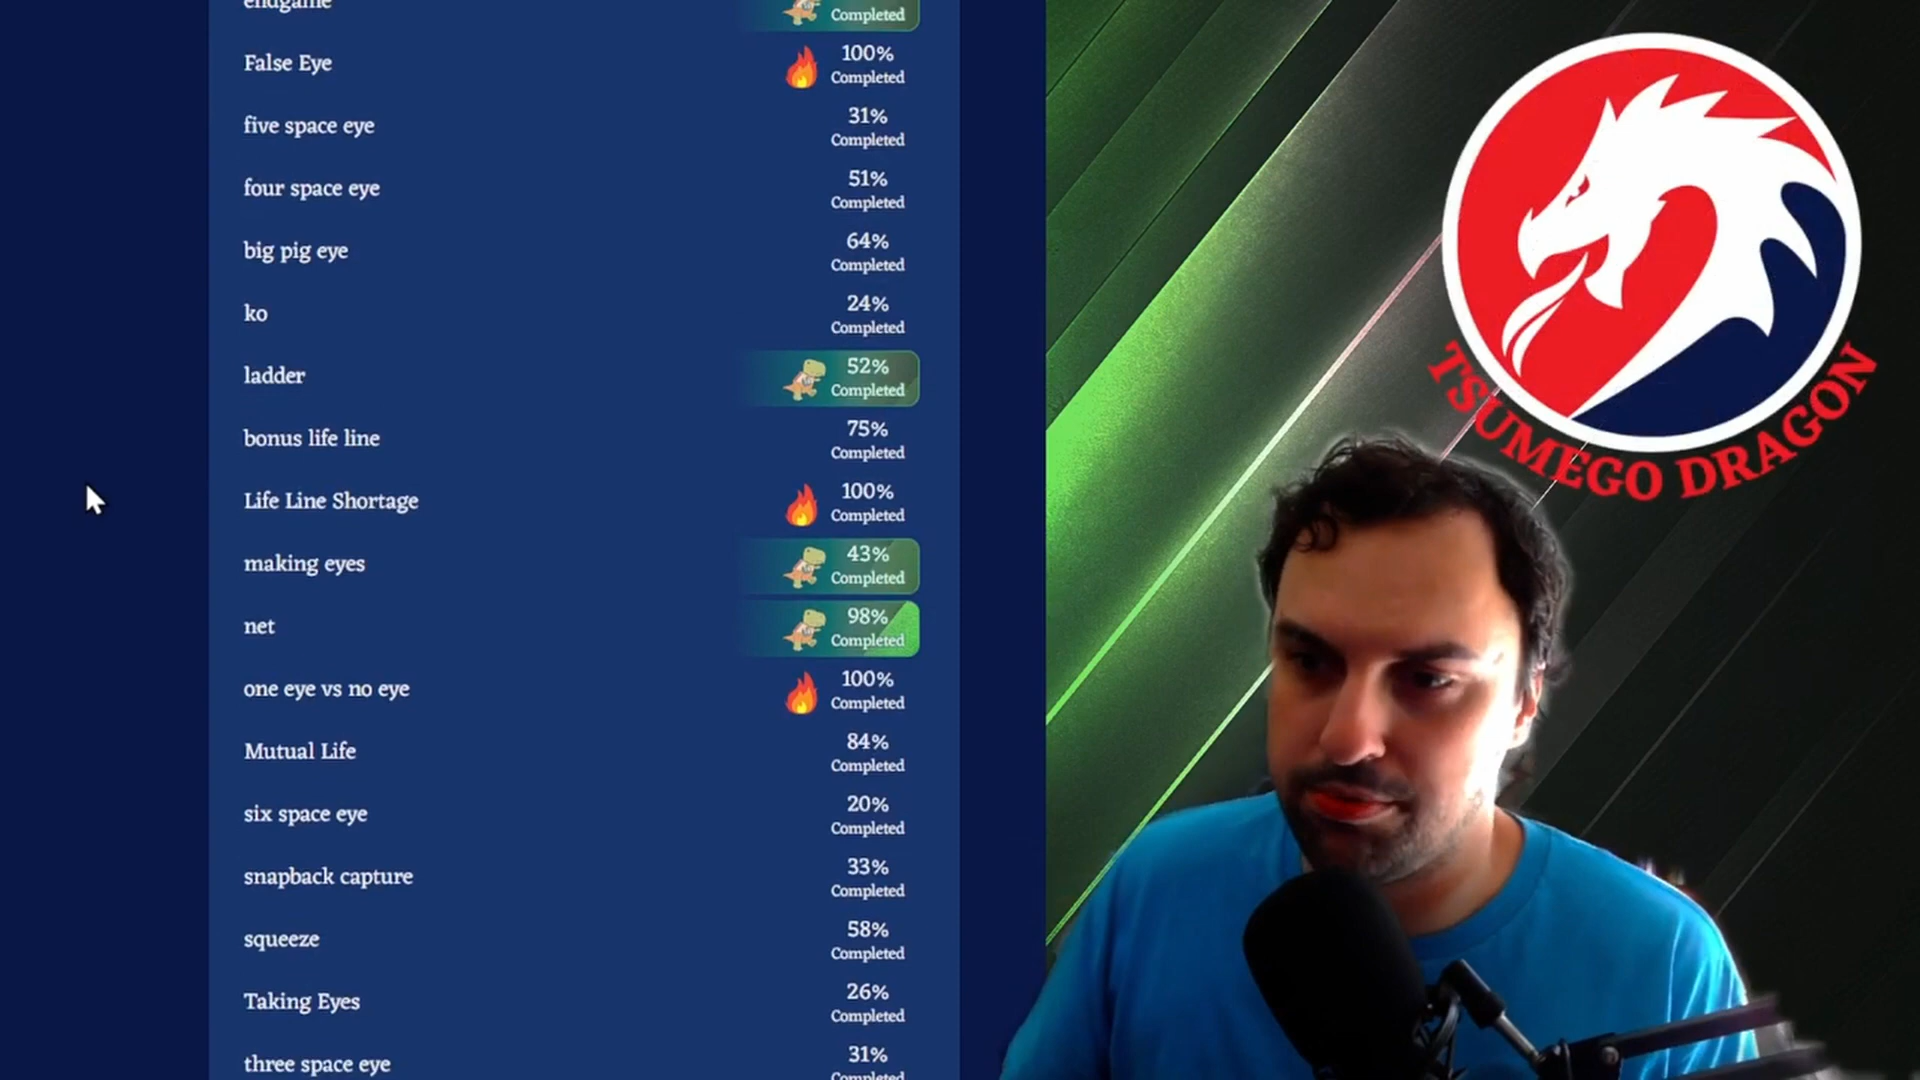 endgame
Completed
False Eye
100%
Completed
five space eye
31%
Completed
four space eye
51%
Completed
big pig eye
64%
Completed
ko
24%
Completed
ladder
52%
Completed
bonus life line
75%
Completed
Life Line Shortage
100%
Completed
making eyes
43%
Completed
net
98%
Completed
one eye vs no eye
100%
Completed
Mutual Life
84%
Completed
six space eye
20%
Completed
snapback capture
33%
Completed
squeeze
58%
Completed
Taking Eyes
26%
Completed
three space eye
31%
Completed
TSUMEGO DRAGON